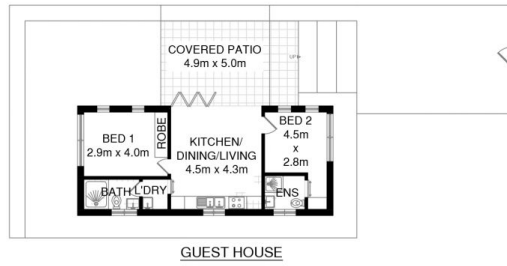 COVERED PATIO
4.9m x 5.0m
UP
BED 1
2.9m x 4.0m
ROBE
KITCHEN/
DINING/LIVING
4.5m x 4.3m
BED 2
4.5m
x
2.8m
BATH
L'DRY
ENS
GUEST HOUSE